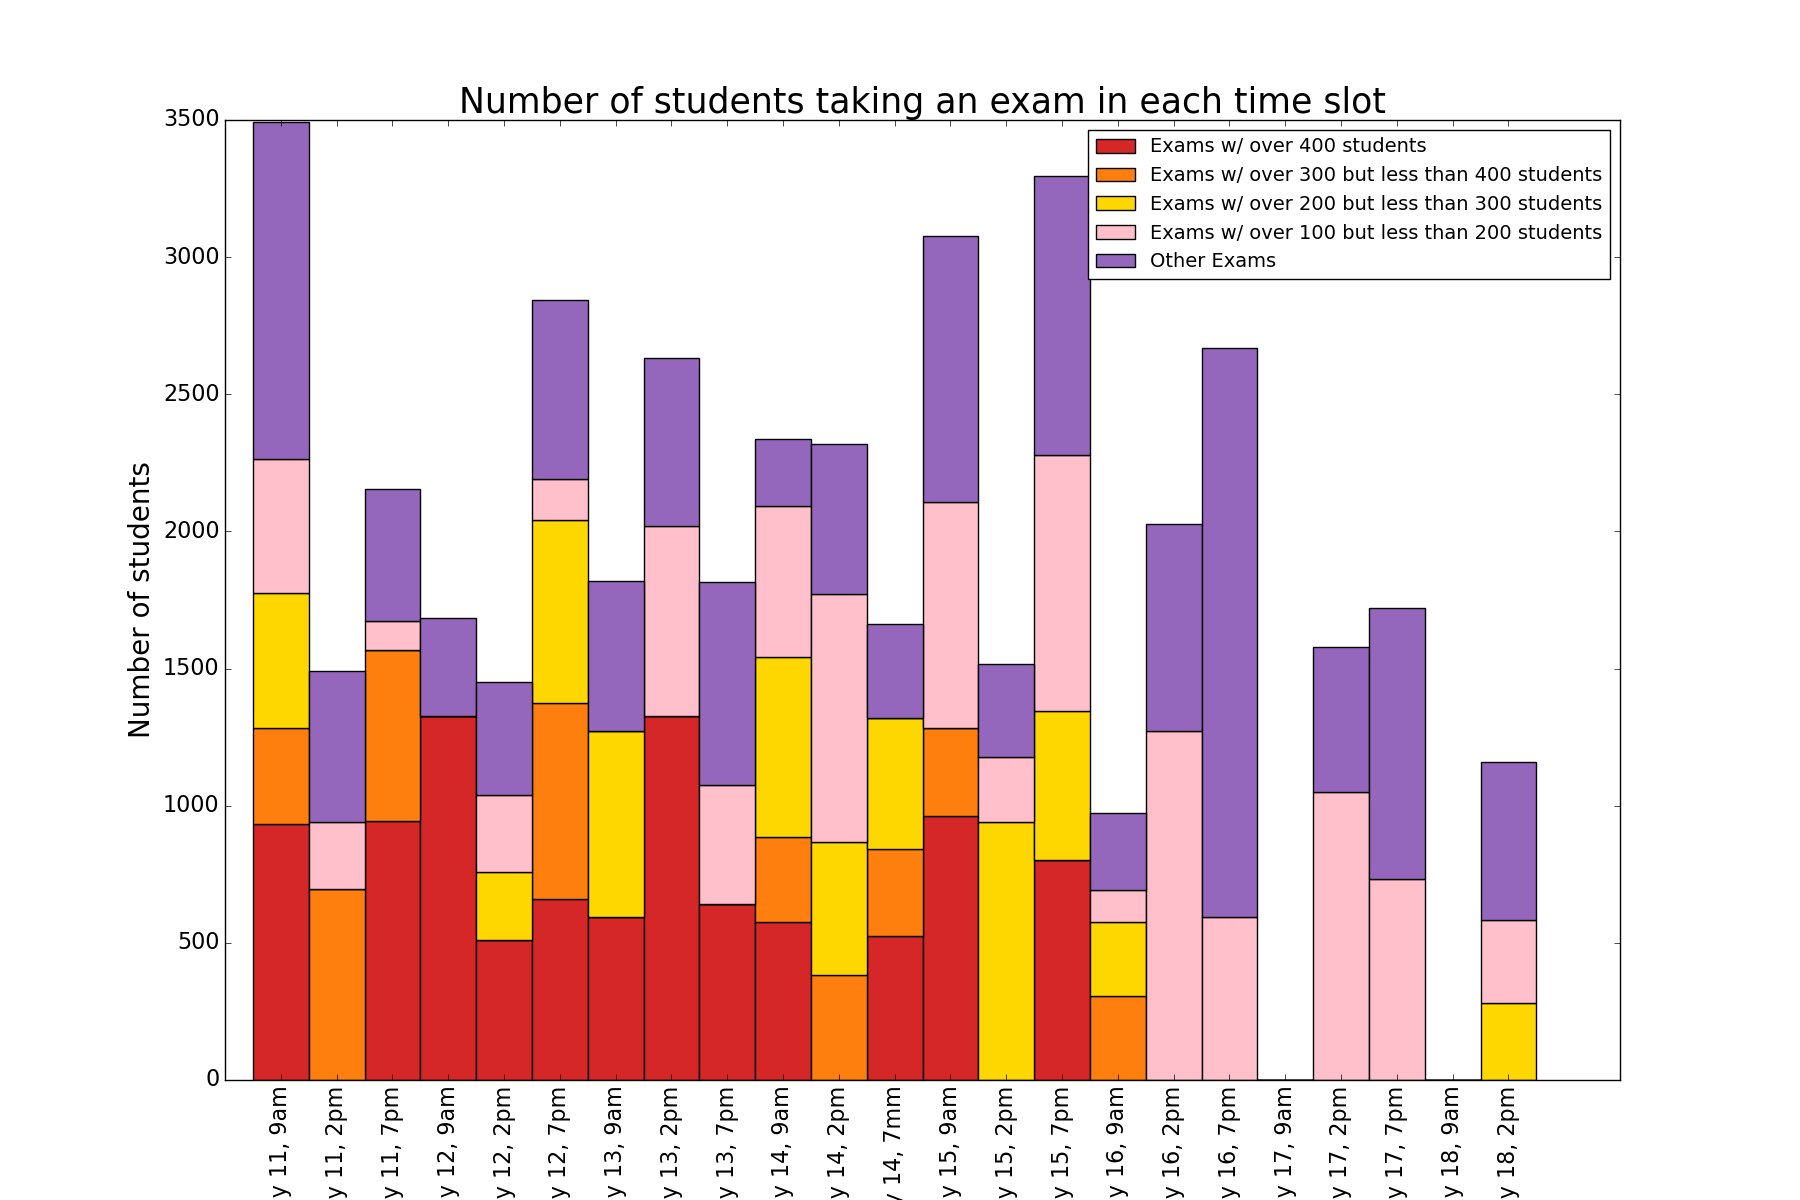 Number of students taking an exam in each time slot
Exams w/ over 400 students
Exams w/ over 300 but less than 400 students
Exams w/ over 200 but less than 300 students
Exams w/ over 100 but less than 200 students
Other Exams
Number of students
3500
3000
2500
2000
1500
1000
500
0
y 11, 9am
y 11, 2pm
y 11, 7pm
y 12, 9am
y 12, 2pm
y 12, 7pm
y 13, 9am
y 13, 2pm
y 13, 7pm
y 14, 9am
y 14, 2pm
y 14, 7mm
y 15, 9am
y 15, 2pm
y 15, 7pm
y 16, 9am
y 16, 2pm
y 16, 7pm
y 17, 9am
y 17, 2pm
y 17, 7pm
y 18, 9am
y 18, 2pm